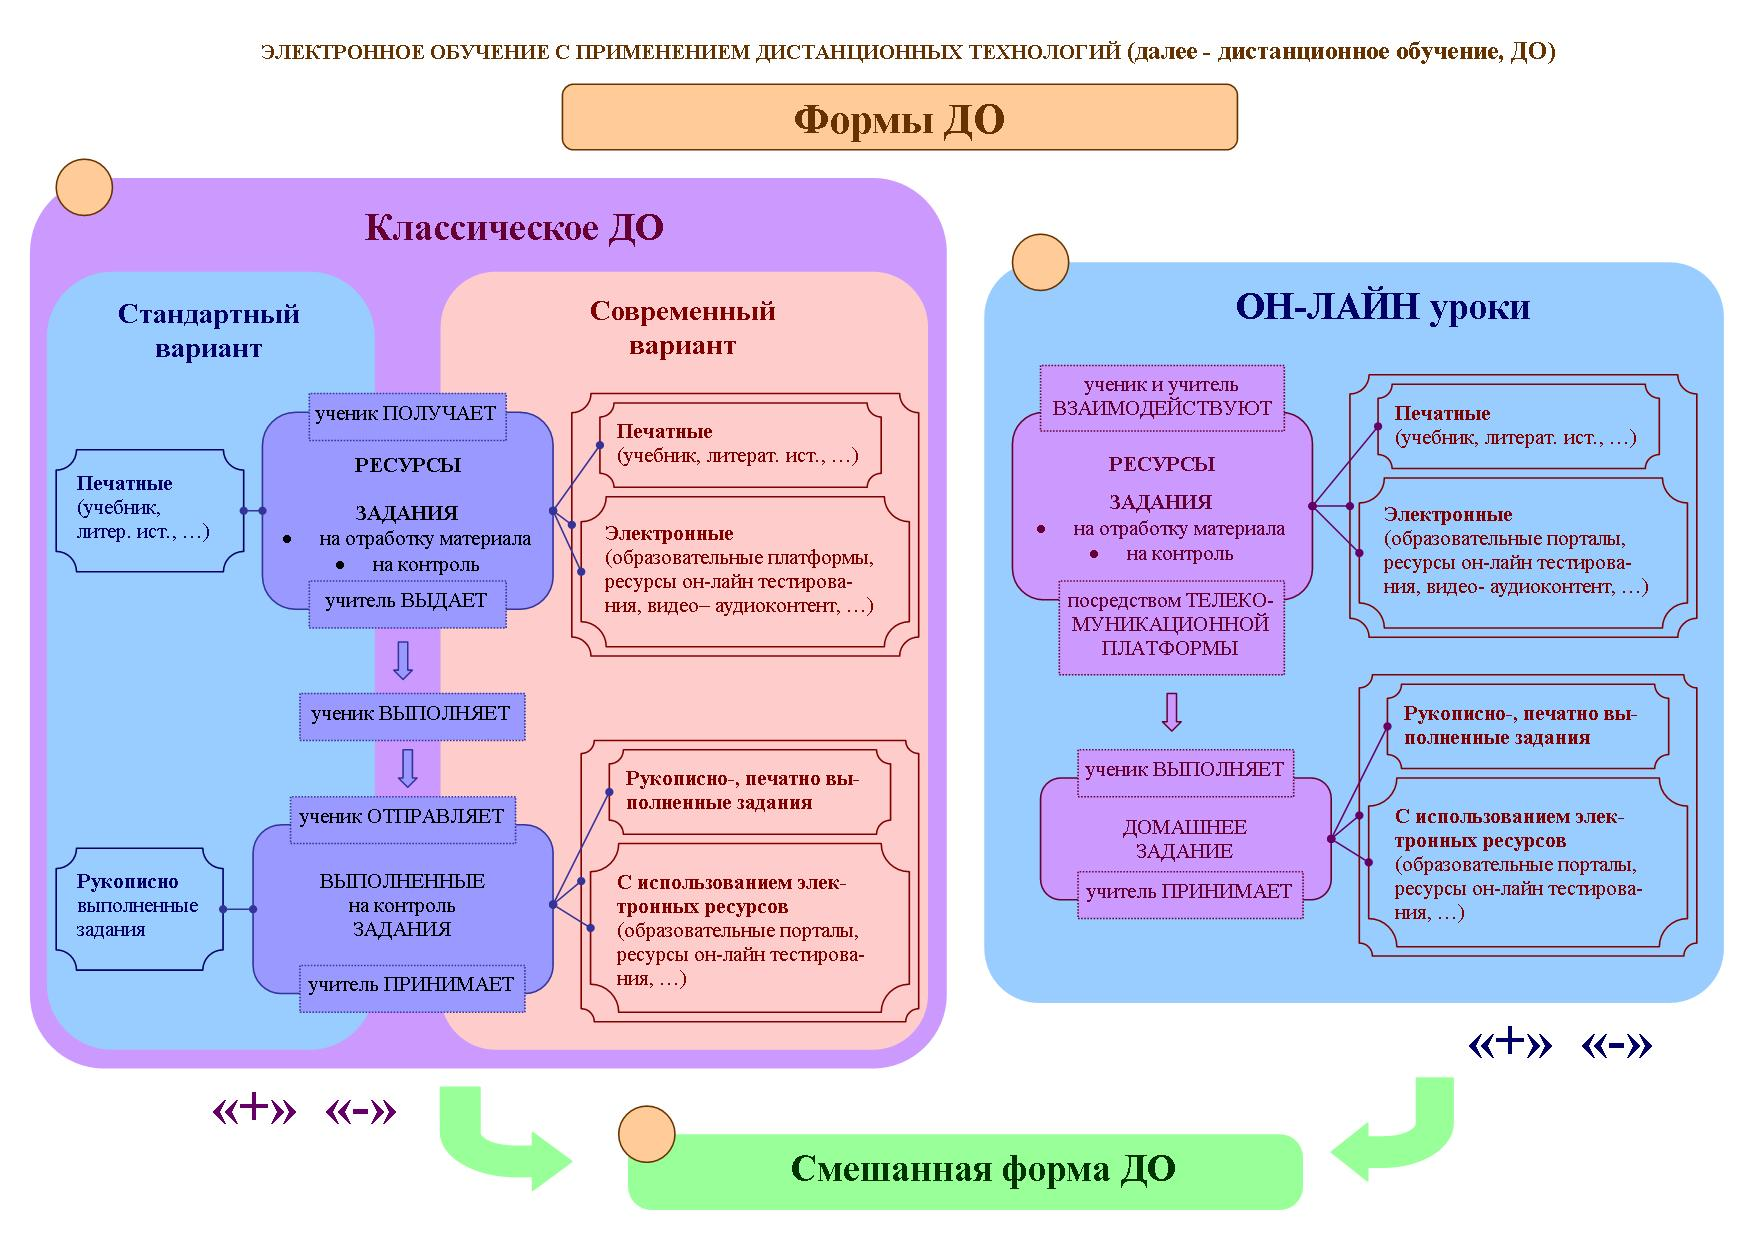 ЭЛЕКТРОННОЕ ОБУЧЕНИЕ С ПРИМЕНЕНИЕМ ДИСТАНЦИОННЫХ ТЕХНОЛОГИЙ (далее - дистанционное обучение, ДО)
Формы ДО
Классическое ДО
Стандартный
вариант
Современный
вариант
ученик ПОЛУЧАЕТ
РЕСУРСЫ
ЗАДАНИЯ
● на отработку материала
● на контроль
учитель ВЫДАЕТ
Печатные
(учебник,
литер. ист., …)
Печатные
(учебник, литерат. ист., …)
Электронные
(образовательные платформы,
ресурсы он-лайн тестирова-
ния, видео– аудиоконтент, …)
ученик ВЫПОЛНЯЕТ
ученик ОТПРАВЛЯЕТ
ВЫПОЛНЕННЫЕ
на контроль
ЗАДАНИЯ
учитель ПРИНИМАЕТ
Рукописно
выполненные
задания
Рукописно-, печатно вы-
полненные задания
С использованием элек-
тронных ресурсов
(образовательные порталы,
ресурсы он-лайн тестирова-
ния, …)
«+» «-»
ОН-ЛАЙН уроки
ученик и учитель
ВЗАИМОДЕЙСТВУЮТ
РЕСУРСЫ
ЗАДАНИЯ
● на отработку материала
● на контроль
посредством ТЕЛЕКО-
МУНИКАЦИОННОЙ
ПЛАТФОРМЫ
Печатные
(учебник, литерат. ист., …)
Электронные
(образовательные порталы,
ресурсы он-лайн тестирова-
ния, видео- аудиоконтент, …)
ученик ВЫПОЛНЯЕТ
ДОМАШНЕЕ
ЗАДАНИЕ
учитель ПРИНИМАЕТ
Рукописно-, печатно вы-
полненные задания
С использованием элек-
тронных ресурсов
(образовательные порталы,
ресурсы он-лайн тестирова-
ния, …)
«+» «-»
Смешанная форма ДО